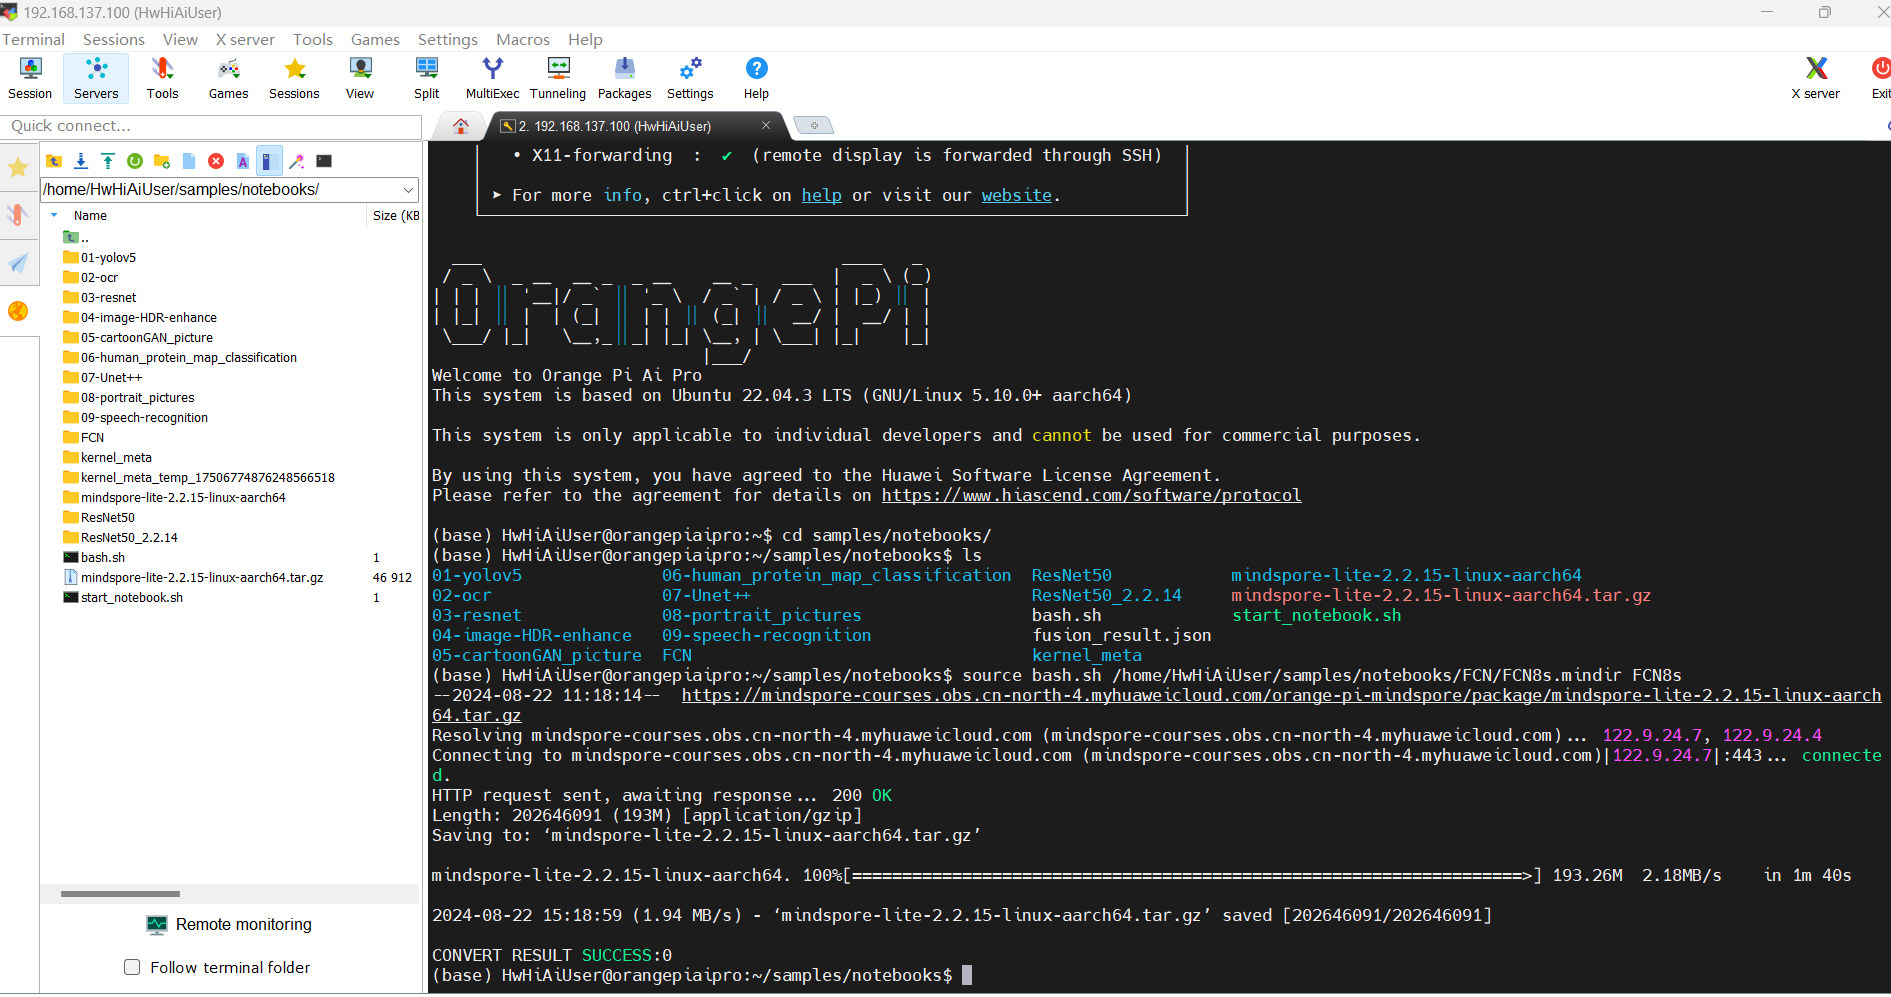 192.168.137.100 (HwHiAiUser)
Terminal Sessions View X server Tools Games Settings Macros Help
Session Servers Tools Games Sessions View Split MultiExec Tunneling Packages Settings Help X server Exit
Quick connect...
2. 192.168.137.100 (HwHiAiUser)
/home/HwHiAiUser/samples/notebooks/
Name Size (KB
..
01-yolov5
02-ocr
03-resnet
04-image-HDR-enhance
05-cartoonGAN_picture
06-human_protein_map_classification
07-Unet++
08-portrait_pictures
09-speech-recognition
FCN
kernel_meta
kernel_meta_temp_17506774876248566518
mindspore-lite-2.2.15-linux-aarch64
ResNet50
ResNet50_2.2.14
bash.sh 1
mindspore-lite-2.2.15-linux-aarch64.tar.gz 46 912
start_notebook.sh 1
Remote monitoring
Follow terminal folder
• X11-forwarding : ✔ (remote display is forwarded through SSH)
➤ For more info, ctrl+click on help or visit our website.
OrangePi
Welcome to Orange Pi Ai Pro
This system is based on Ubuntu 22.04.3 LTS (GNU/Linux 5.10.0+ aarch64)
This system is only applicable to individual developers and cannot be used for commercial purposes.
By using this system, you have agreed to the Huawei Software License Agreement.
Please refer to the agreement for details on https://www.hiascend.com/software/protocol
(base) HwHiAiUser@orangepiaipro:~$ cd samples/notebooks/
(base) HwHiAiUser@orangepiaipro:~/samples/notebooks$ ls
01-yolov5 06-human_protein_map_classification ResNet50 mindspore-lite-2.2.15-linux-aarch64
02-ocr 07-Unet++ ResNet50_2.2.14 mindspore-lite-2.2.15-linux-aarch64.tar.gz
03-resnet 08-portrait_pictures bash.sh start_notebook.sh
04-image-HDR-enhance 09-speech-recognition fusion_result.json
05-cartoonGAN_picture FCN kernel_meta
(base) HwHiAiUser@orangepiaipro:~/samples/notebooks$ source bash.sh /home/HwHiAiUser/samples/notebooks/FCN/FCN8s.mindir FCN8s
--2024-08-22 11:18:14-- https://mindspore-courses.obs.cn-north-4.myhuaweicloud.com/orange-pi-mindspore/package/mindspore-lite-2.2.15-linux-aarch
64.tar.gz
Resolving mindspore-courses.obs.cn-north-4.myhuaweicloud.com (mindspore-courses.obs.cn-north-4.myhuaweicloud.com)... 122.9.24.7, 122.9.24.4
Connecting to mindspore-courses.obs.cn-north-4.myhuaweicloud.com (mindspore-courses.obs.cn-north-4.myhuaweicloud.com)|122.9.24.7|:443... connecte
d.
HTTP request sent, awaiting response... 200 OK
Length: 202646091 (193M) [application/gzip]
Saving to: ‘mindspore-lite-2.2.15-linux-aarch64.tar.gz’
mindspore-lite-2.2.15-linux-aarch64. 100%[===================================================================>] 193.26M 2.18MB/s in 1m 40s
2024-08-22 15:18:59 (1.94 MB/s) - ‘mindspore-lite-2.2.15-linux-aarch64.tar.gz’ saved [202646091/202646091]
CONVERT RESULT SUCCESS:0
(base) HwHiAiUser@orangepiaipro:~/samples/notebooks$